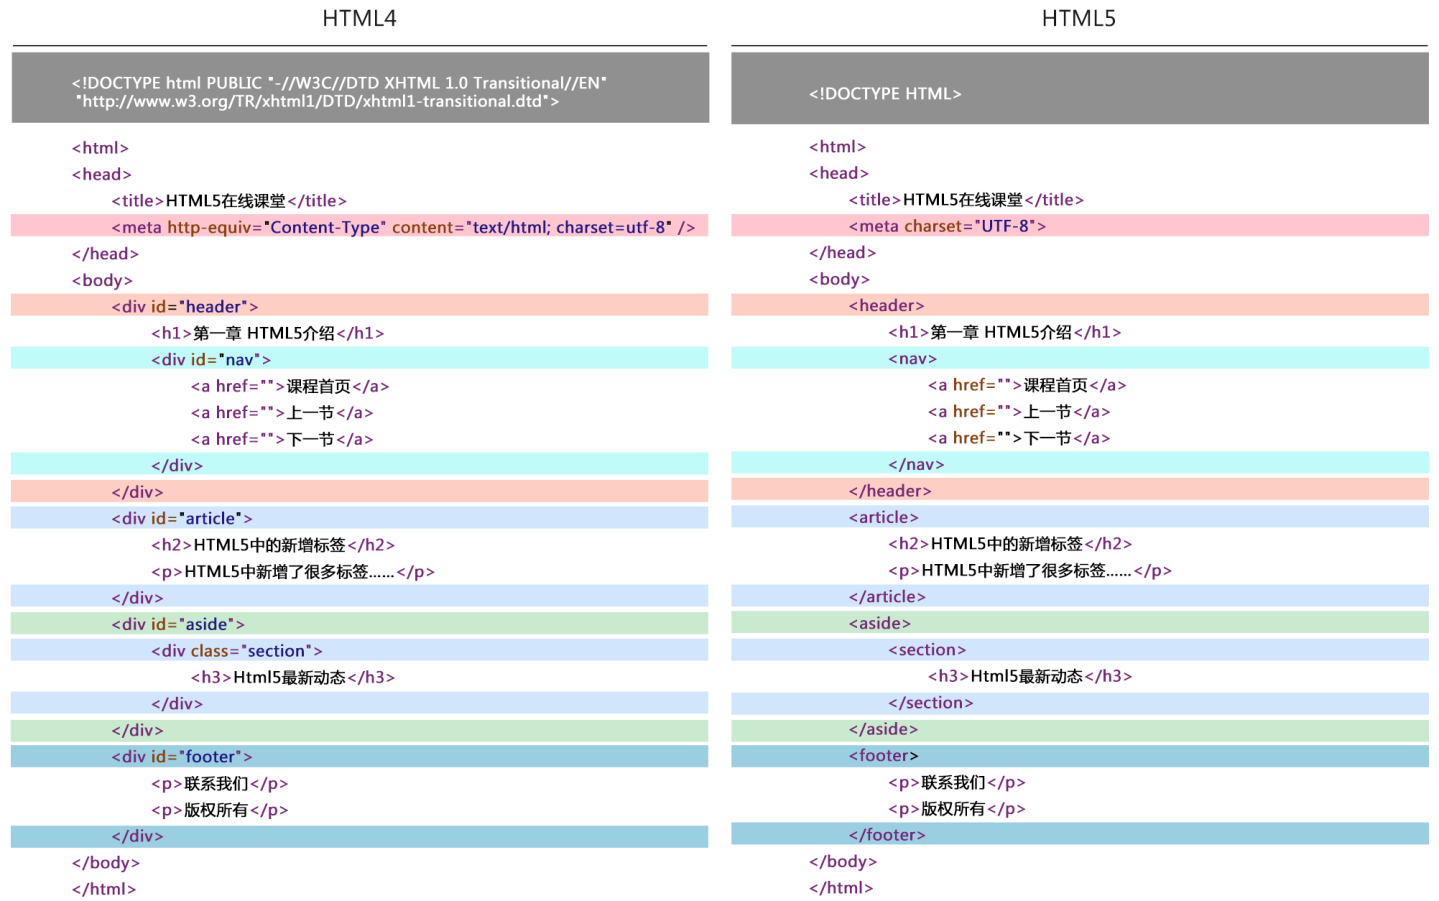 HTML4
<!DOCTYPE html PUBLIC "-//W3C//DTD XHTML 1.0 Transitional//EN"
"http://www.w3.org/TR/xhtml1/DTD/xhtml1-transitional.dtd">
<html>
<head>
<title>HTML5在线课堂</title>
<meta http-equiv="Content-Type" content="text/html; charset=utf-8" />
</head>
<body>
<div id="header">
<h1>第一章 HTML5介绍</h1>
<div id="nav">
<a href="">课程首页</a>
<a href="">上一节</a>
<a href="">下一节</a>
</div>
</div>
<div id="article">
<h2>HTML5中的新增标签</h2>
<p>HTML5中新增了很多标签......</p>
</div>
<div id="aside">
<div class="section">
<h3>Html5最新动态</h3>
</div>
</div>
<div id="footer">
<p>联系我们</p>
<p>版权所有</p>
</div>
</body>
</html>
HTML5
<!DOCTYPE HTML>
<html>
<head>
<title>HTML5在线课堂</title>
<meta charset="UTF-8">
</head>
<body>
<header>
<h1>第一章 HTML5介绍</h1>
<nav>
<a href="">课程首页</a>
<a href="">上一节</a>
<a href="">下一节</a>
</nav>
</header>
<article>
<h2>HTML5中的新增标签</h2>
<p>HTML5中新增了很多标签......</p>
</article>
<aside>
<section>
<h3>Html5最新动态</h3>
</section>
</aside>
<footer>
<p>联系我们</p>
<p>版权所有</p>
</footer>
</body>
</html>